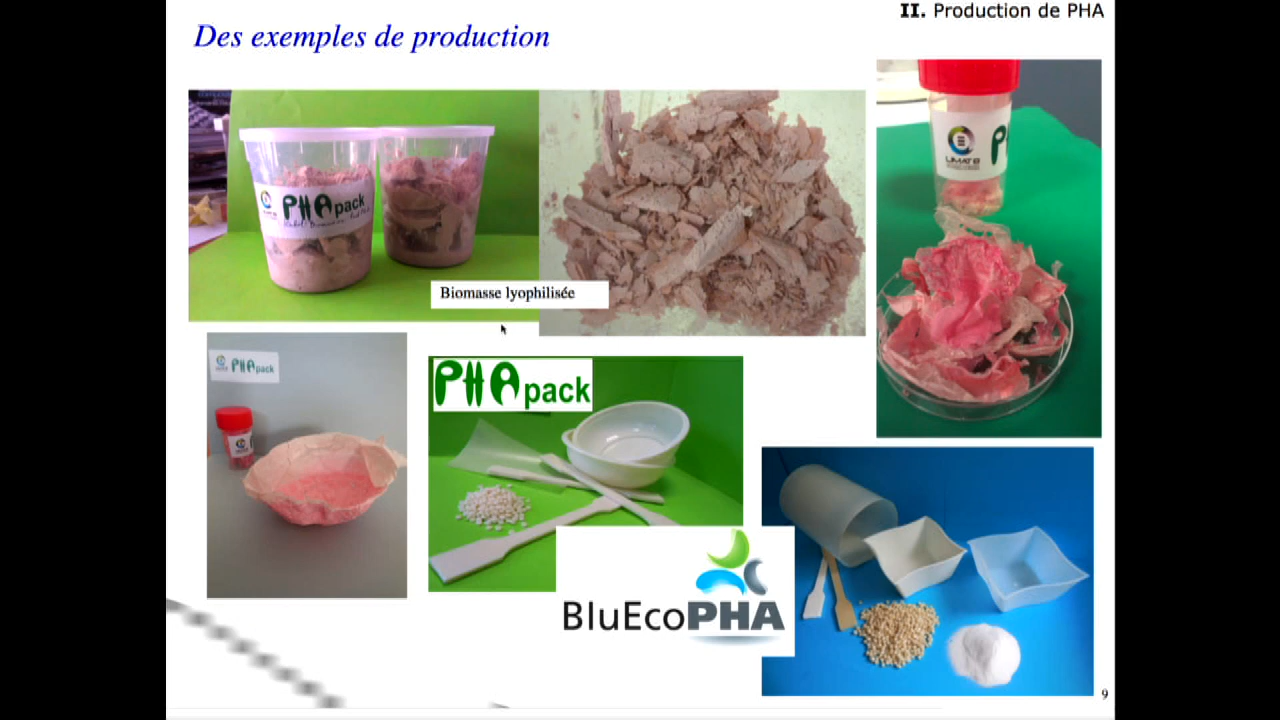 II. Production de PHA
Des exemples de production
PHApack
Biomasse lyophilisée
PHApack
PHApack
BluEcoPHA
9